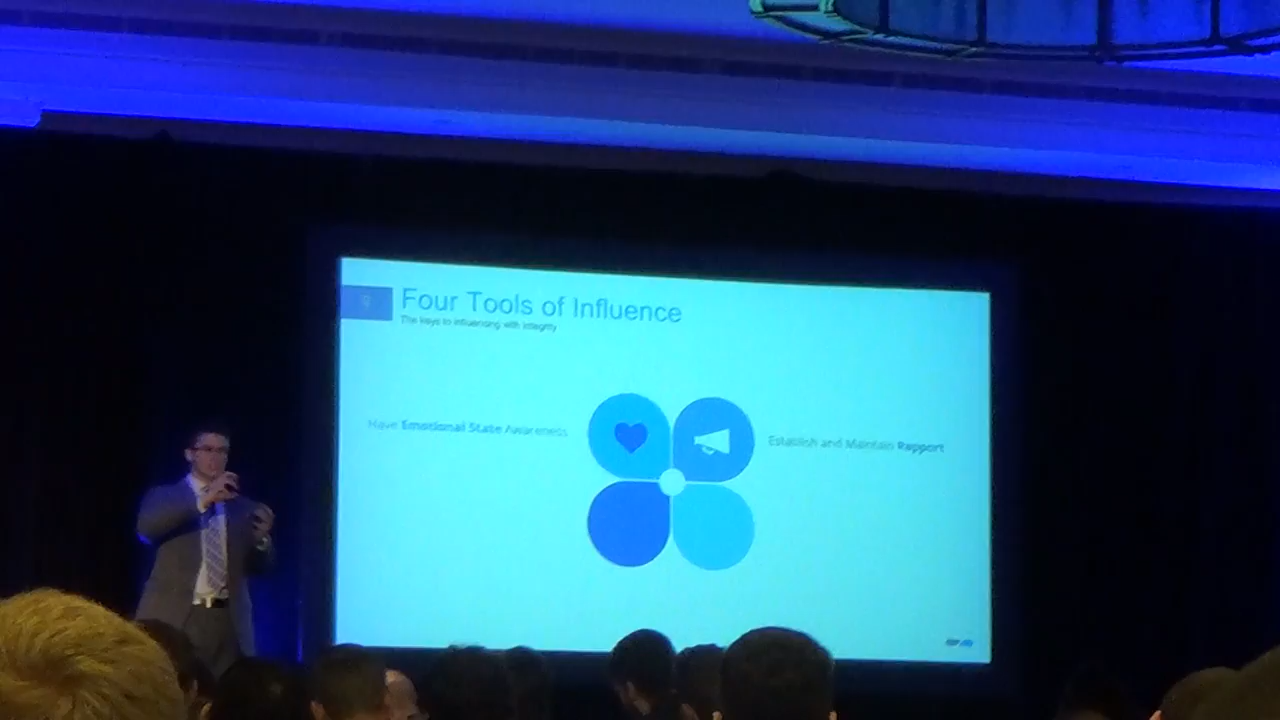 Four Tools of Influence
The keys to influencing with integrity
Have Emotional State Awareness
Establish and Maintain Rapport